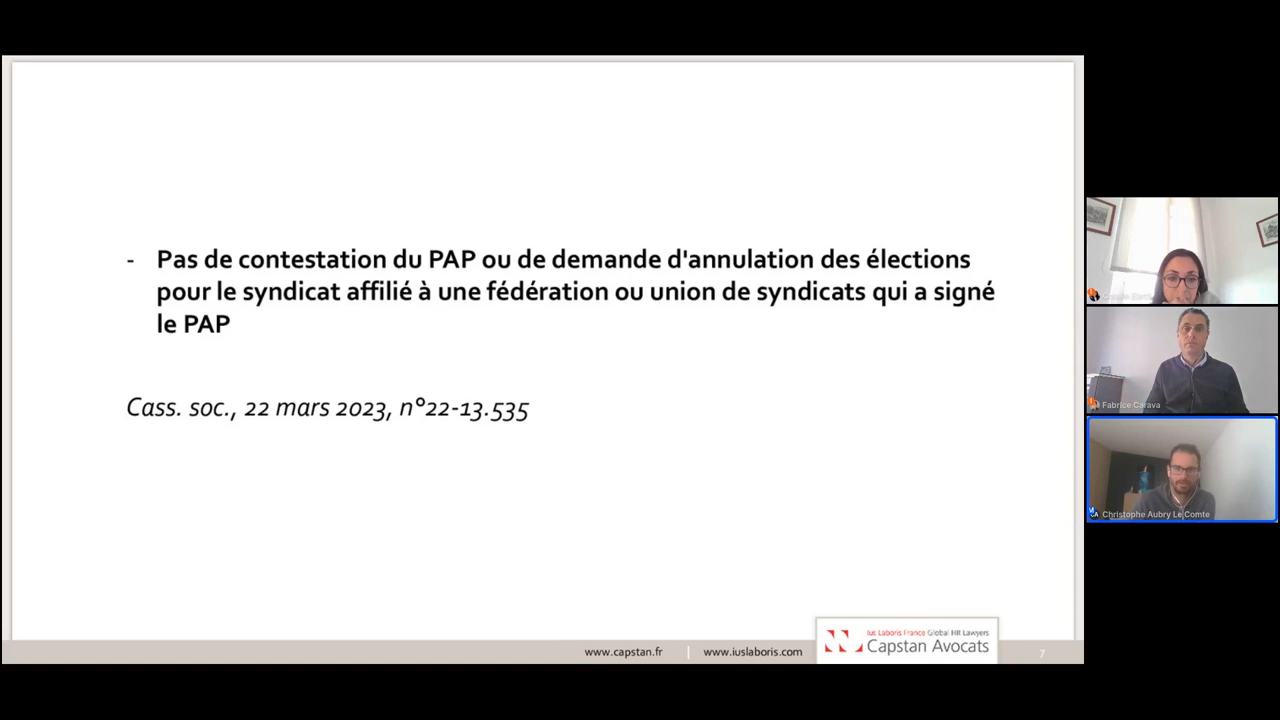 - Pas de contestation du PAP ou de demande d'annulation des élections
pour le syndicat affilié à une fédération ou union de syndicats qui a signé
le PAP
Cass. soc., 22 mars 2023, n°22-13.535
www.capstan.fr | www.iuslaboris.com
Ius Laboris France Global HR Lawyers
Capstan Avocats
7
Fabrice Carava
Christophe Aubry Le Comte